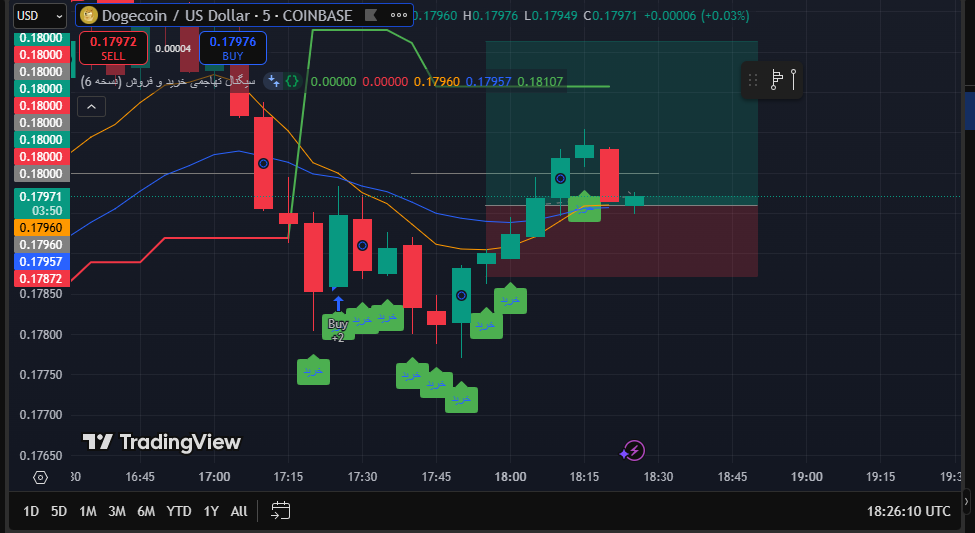 USD
Dogecoin / US Dollar · 5 · COINBASE
0.17960 H0.17976 L0.17949 C0.17971 +0.00006 (+0.03%)
0.17972
SELL
0.00004
0.17976
BUY
سیگنال تهاجمی خرید و فروش (نسخه 6)
0.00000 0.00000 0.17960 0.17957 0.18107
0.18000
0.18000
0.18000
0.18000
0.18000
0.18000
0.18000
0.18000
0.18000
0.17971
03:50
0.17960
0.17960
0.17957
0.17872
0.17850
0.17800
0.17750
0.17700
0.17650
خرید
خرید
خرید
Buy
+2
خرید
خرید
خرید
خرید
خرید
خرید
TradingView
:30
16:45
17:00
17:15
17:30
17:45
18:00
18:15
18:30
18:45
19:00
19:15
19:3
1D 5D 1M 3M 6M YTD 1Y All
18:26:10 UTC